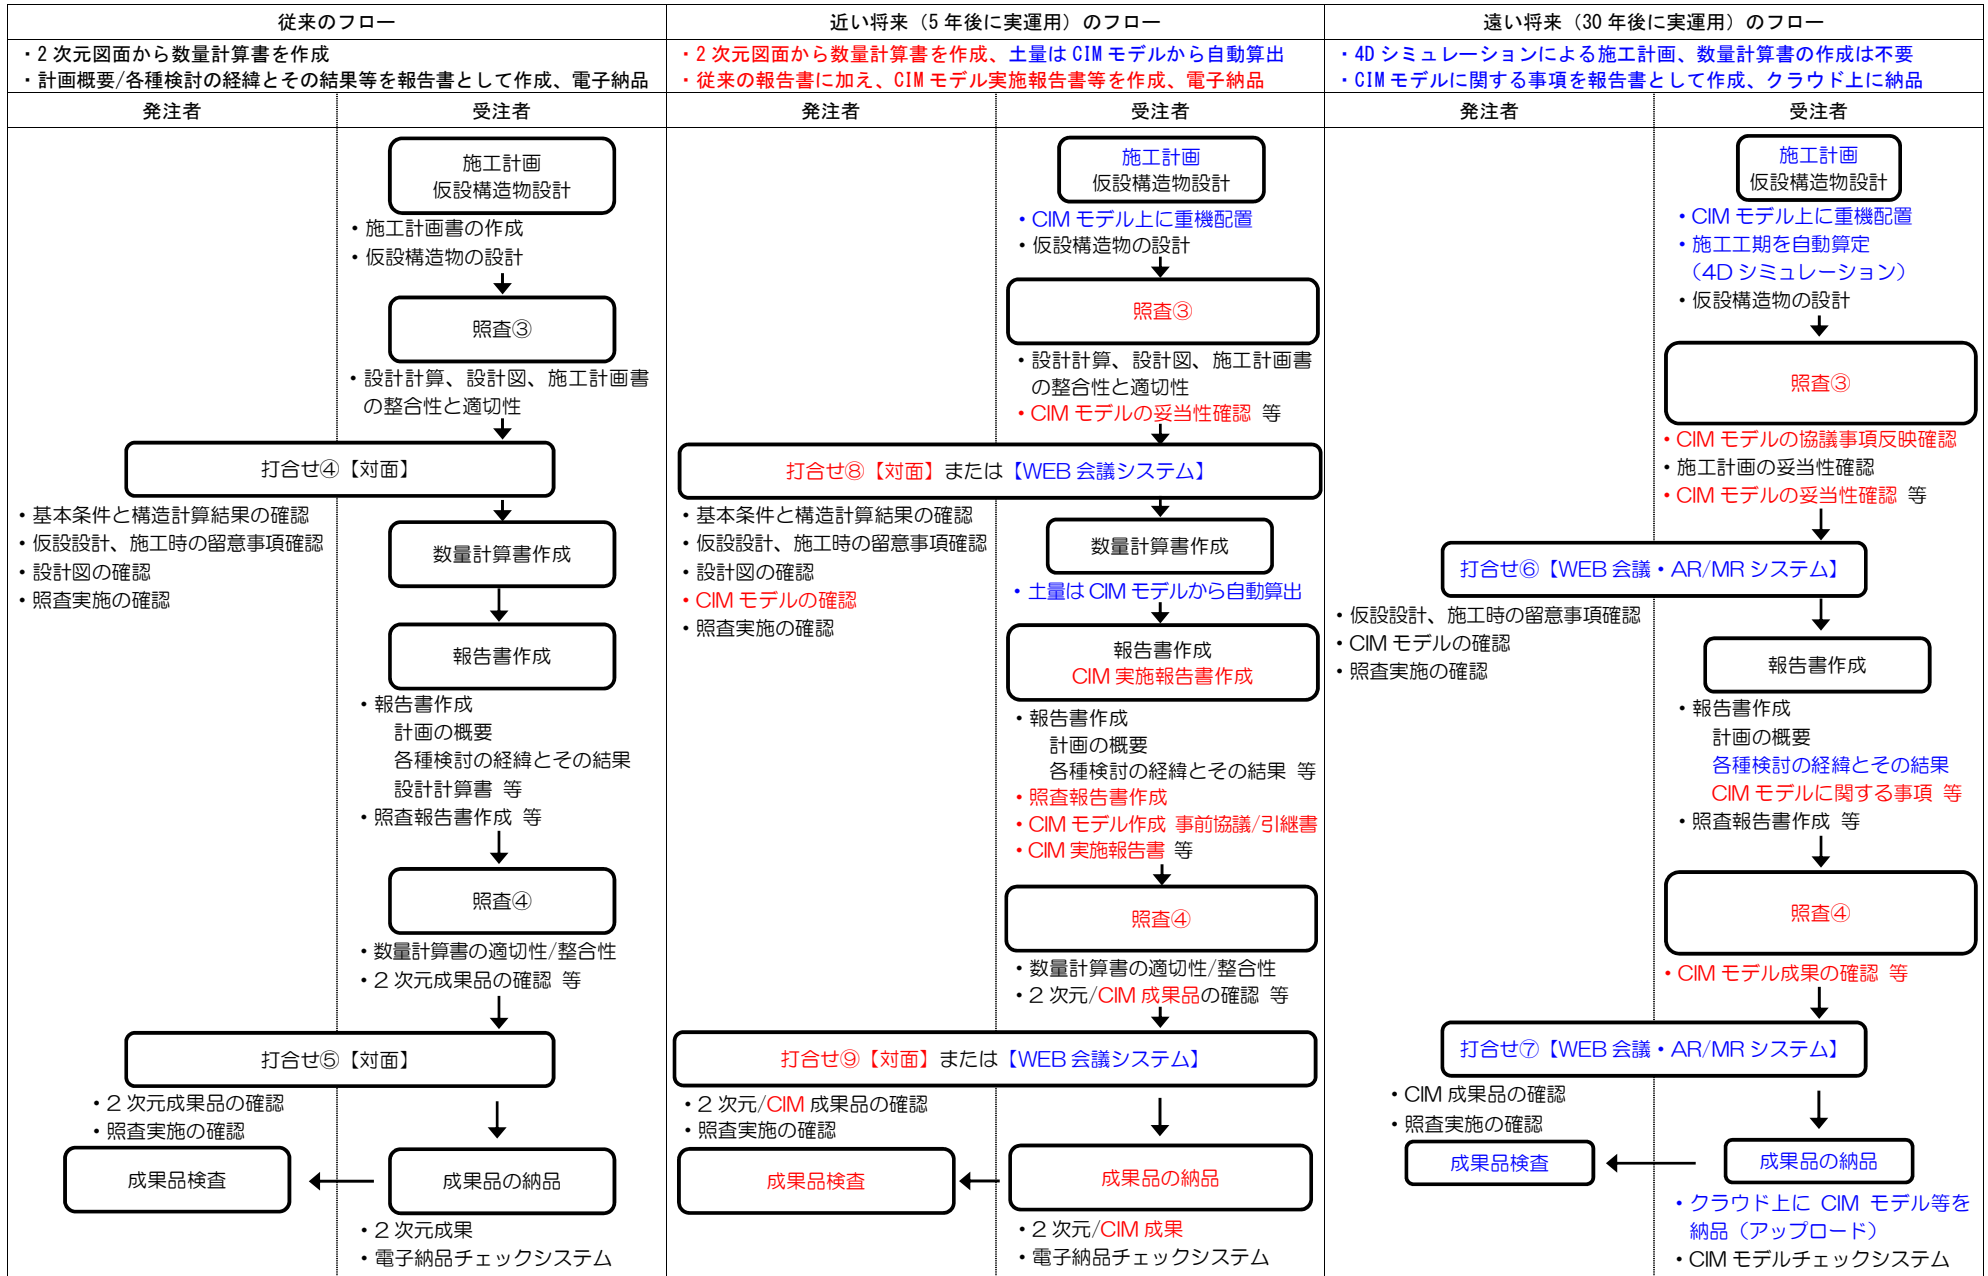 従来のフロー
・2次元図面から数量計算書を作成
・計画概要/各種検討の経緯とその結果等を報告書として作成、電子納品
発注者
受注者
施工計画
仮設構造物設計
・施工計画書の作成
・仮設構造物の設計
照査③
・設計計算、設計図、施工計画書
の整合性と適切性
打合せ④【対面】
・基本条件と構造計算結果の確認
・仮設設計、施工時の留意事項確認
・設計図の確認
・照査実施の確認
数量計算書作成
報告書作成
・報告書作成
計画の概要
各種検討の経緯とその結果
設計計算書 等
・照査報告書作成 等
照査④
・数量計算書の適切性/整合性
・2次元成果品の確認 等
打合せ⑤【対面】
・2次元成果品の確認
・照査実施の確認
成果品検査
成果品の納品
・2次元成果
・電子納品チェックシステム
近い将来（5年後に実運用）のフロー
・2次元図面から数量計算書を作成、土量はCIMモデルから自動算出
・従来の報告書に加え、CIMモデル実施報告書等を作成、電子納品
発注者
受注者
施工計画
仮設構造物設計
・CIMモデル上に重機配置
・仮設構造物の設計
照査③
・設計計算、設計図、施工計画書
の整合性と適切性
・CIMモデルの妥当性確認 等
打合せ⑧【対面】または【WEB会議システム】
・基本条件と構造計算結果の確認
・仮設設計、施工時の留意事項確認
・設計図の確認
・CIMモデルの確認
・照査実施の確認
数量計算書作成
・土量はCIMモデルから自動算出
報告書作成
CIM実施報告書作成
・報告書作成
計画の概要
各種検討の経緯とその結果 等
・照査報告書作成
・CIMモデル作成 事前協議/引継書
・CIM実施報告書 等
照査④
・数量計算書の適切性/整合性
・2次元/CIM成果品の確認 等
打合せ⑨【対面】または【WEB会議システム】
・2次元/CIM成果品の確認
・照査実施の確認
成果品検査
成果品の納品
・2次元/CIM成果
・電子納品チェックシステム
遠い将来（30年後に実運用）のフロー
・4Dシミュレーションによる施工計画、数量計算書の作成は不要
・CIMモデルに関する事項を報告書として作成、クラウド上に納品
発注者
受注者
施工計画
仮設構造物設計
・CIMモデル上に重機配置
・施工工期を自動算定
（4Dシミュレーション）
・仮設構造物の設計
照査③
・CIMモデルの協議事項反映確認
・施工計画の妥当性確認
・CIMモデルの妥当性確認 等
打合せ⑥【WEB会議・AR/MRシステム】
・仮設設計、施工時の留意事項確認
・CIMモデルの確認
・照査実施の確認
報告書作成
・報告書作成
計画の概要
各種検討の経緯とその結果
CIMモデルに関する事項 等
・照査報告書作成 等
照査④
・CIMモデル成果の確認 等
打合せ⑦【WEB会議・AR/MRシステム】
・CIM成果品の確認
・照査実施の確認
成果品検査
成果品の納品
・クラウド上に CIM モデル等を
納品（アップロード）
・CIMモデルチェックシステム